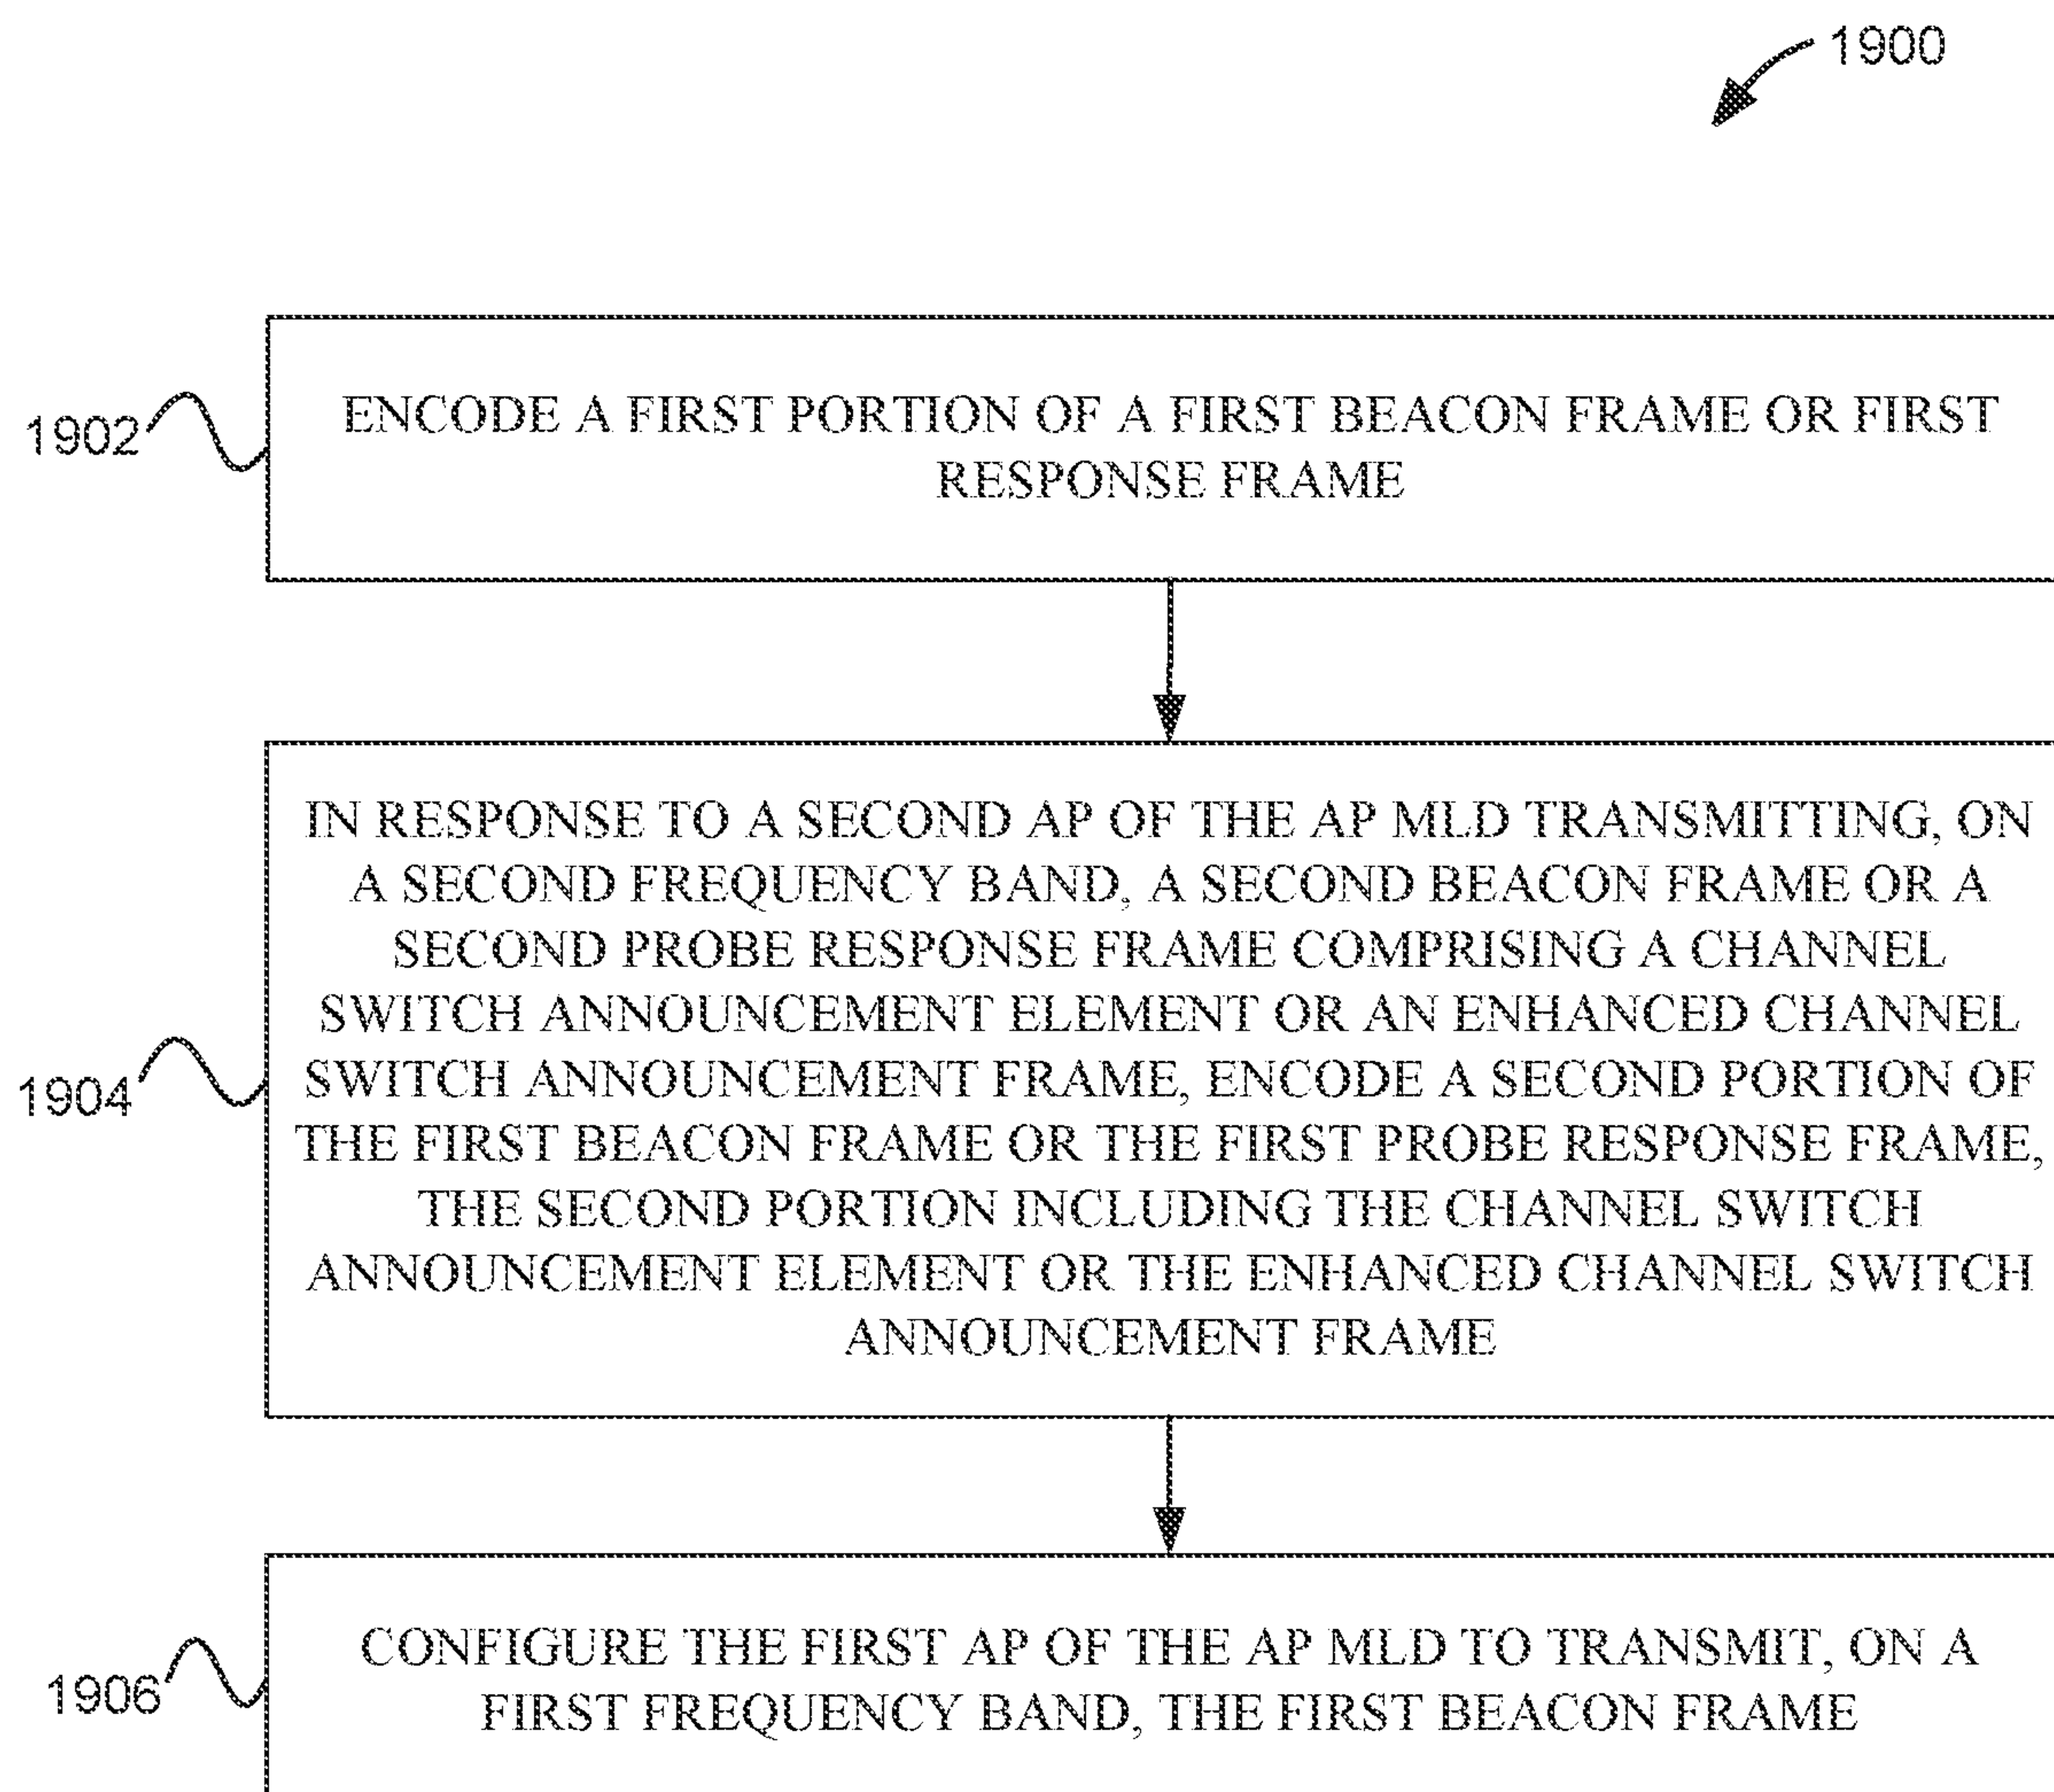 1900
1902
ENCODE A FIRST PORTION OF A FIRST BEACON FRAME OR FIRST
RESPONSE FRAME
1904
IN RESPONSE TO A SECOND AP OF THE AP MLD TRANSMITTING, ON
A SECOND FREQUENCY BAND, A SECOND BEACON FRAME OR A
SECOND PROBE RESPONSE FRAME COMPRISING A CHANNEL
SWITCH ANNOUNCEMENT ELEMENT OR AN ENHANCED CHANNEL
SWITCH ANNOUNCEMENT FRAME, ENCODE A SECOND PORTION OF
THE FIRST BEACON FRAME OR THE FIRST PROBE RESPONSE FRAME,
THE SECOND PORTION INCLUDING THE CHANNEL SWITCH
ANNOUNCEMENT ELEMENT OR THE ENHANCED CHANNEL SWITCH
ANNOUNCEMENT FRAME
1906
CONFIGURE THE FIRST AP OF THE AP MLD TO TRANSMIT, ON A
FIRST FREQUENCY BAND, THE FIRST BEACON FRAME